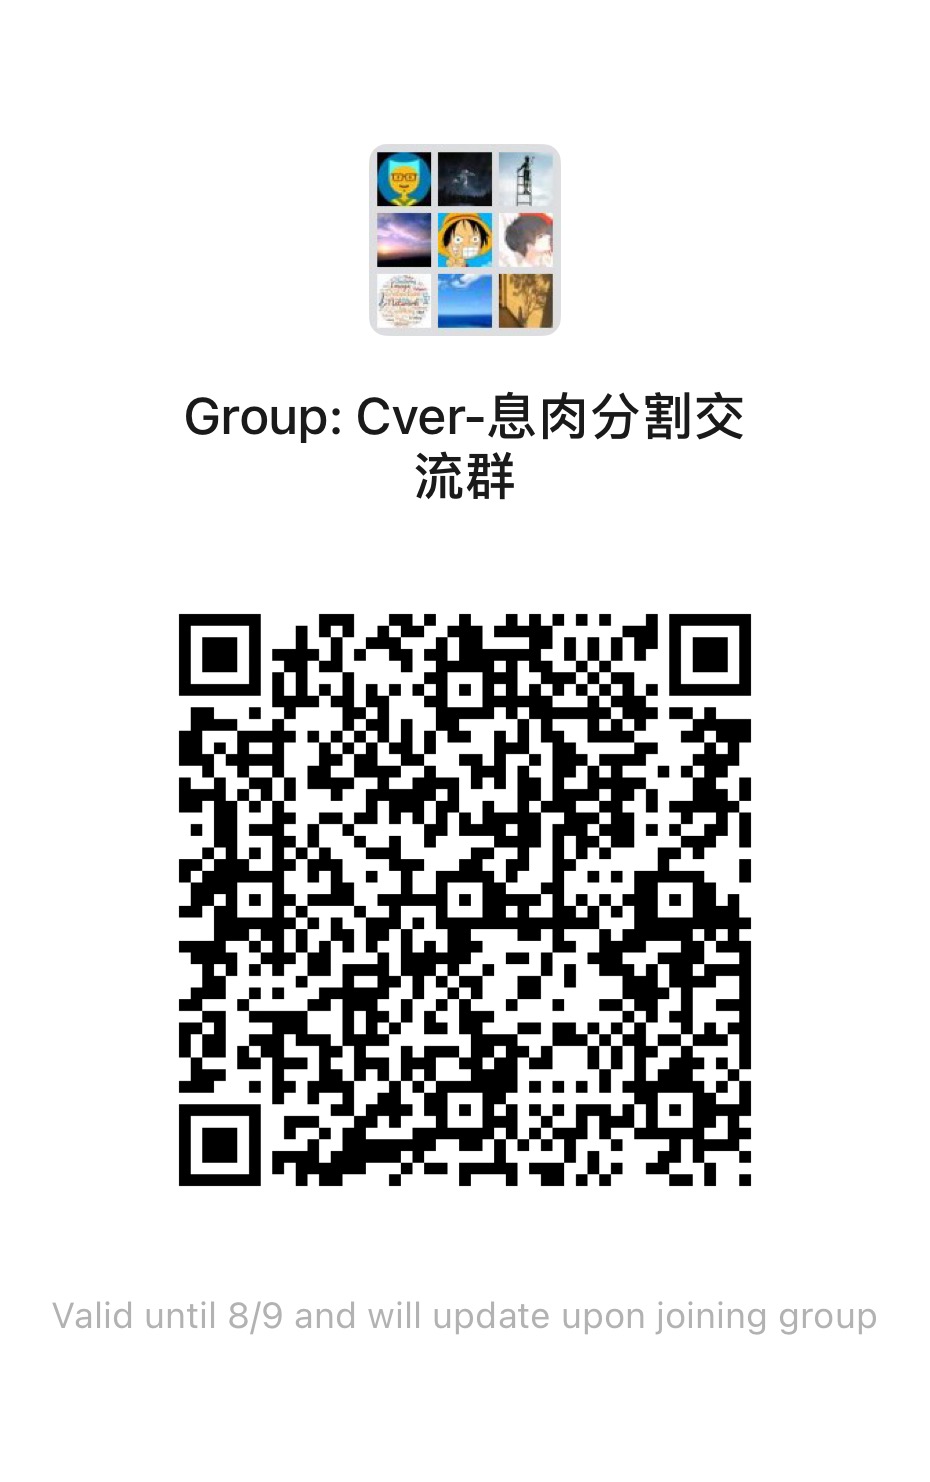 Group: Cver-息肉分割交
流群
Valid until 8/9 and will update upon joining group